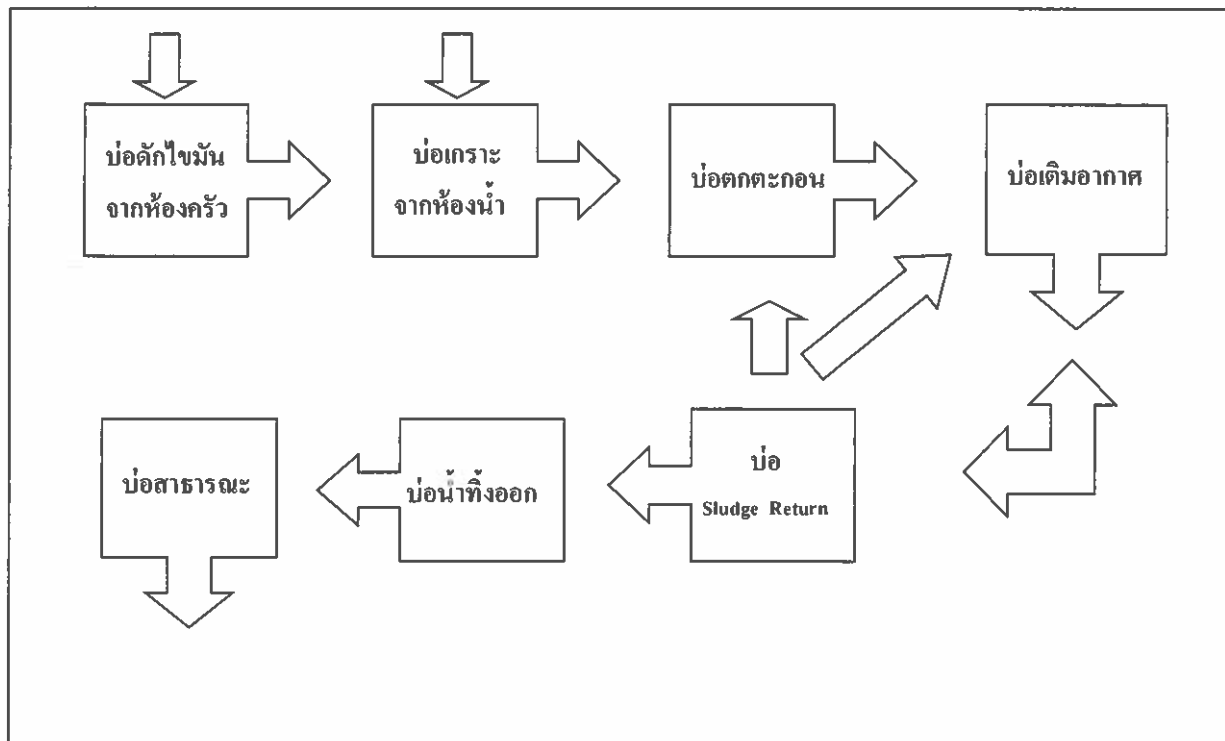 บ่อดักไขมัน
จากห้องครัว
บ่อเกราะ
จากห้องน้ำ
บ่อตกตะกอน
บ่อเติมอากาศ
บ่อสาธารณะ
บ่อน้ำทิ้งออก
บ่อ
Sludge Return